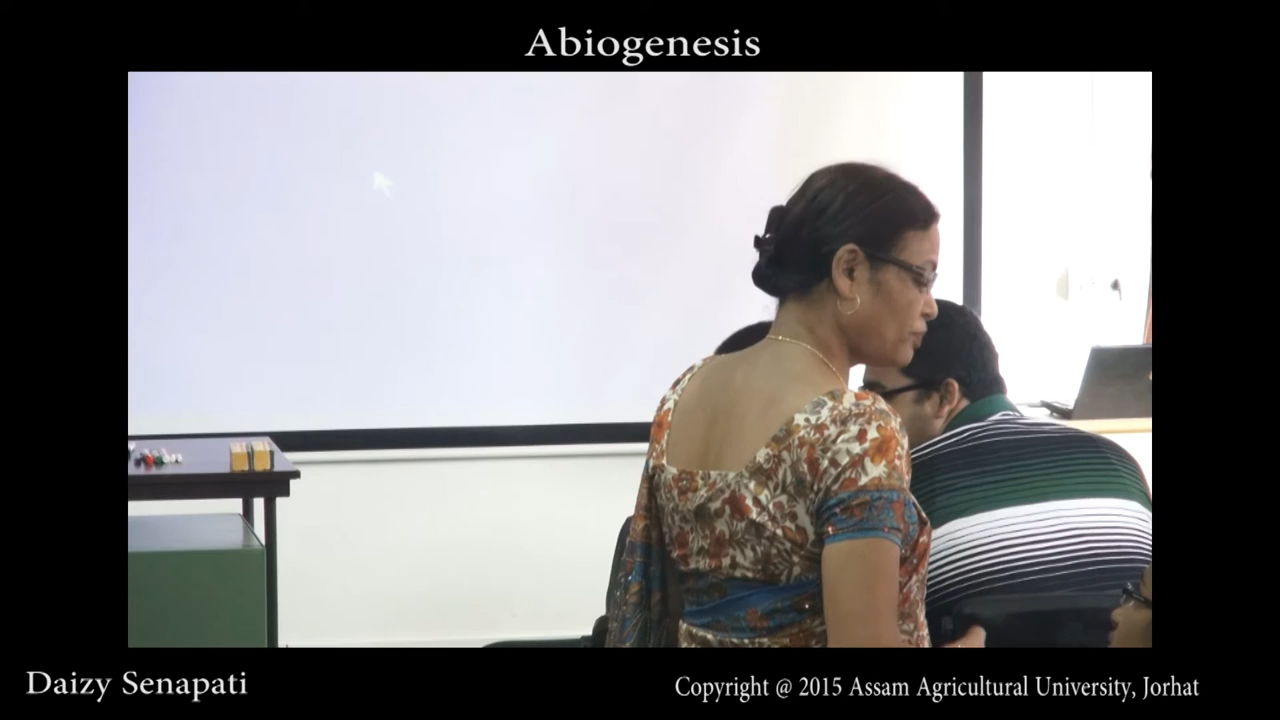 Abiogenesis
Daizy Senapati
Copyright @ 2015 Assam Agricultural University, Jorhat